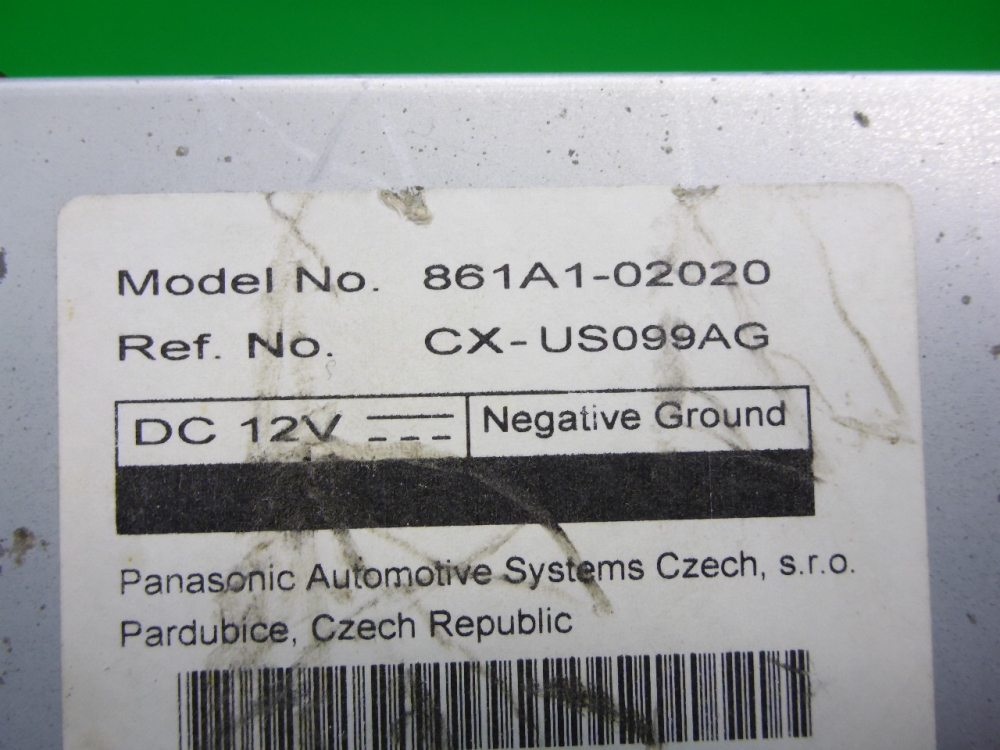 Model No. 861A1-02020
Ref. No. CX-US099AG
DC 12V Negative Ground
Panasonic Automotive Systems Czech, s.r.o.
Pardubice, Czech Republic